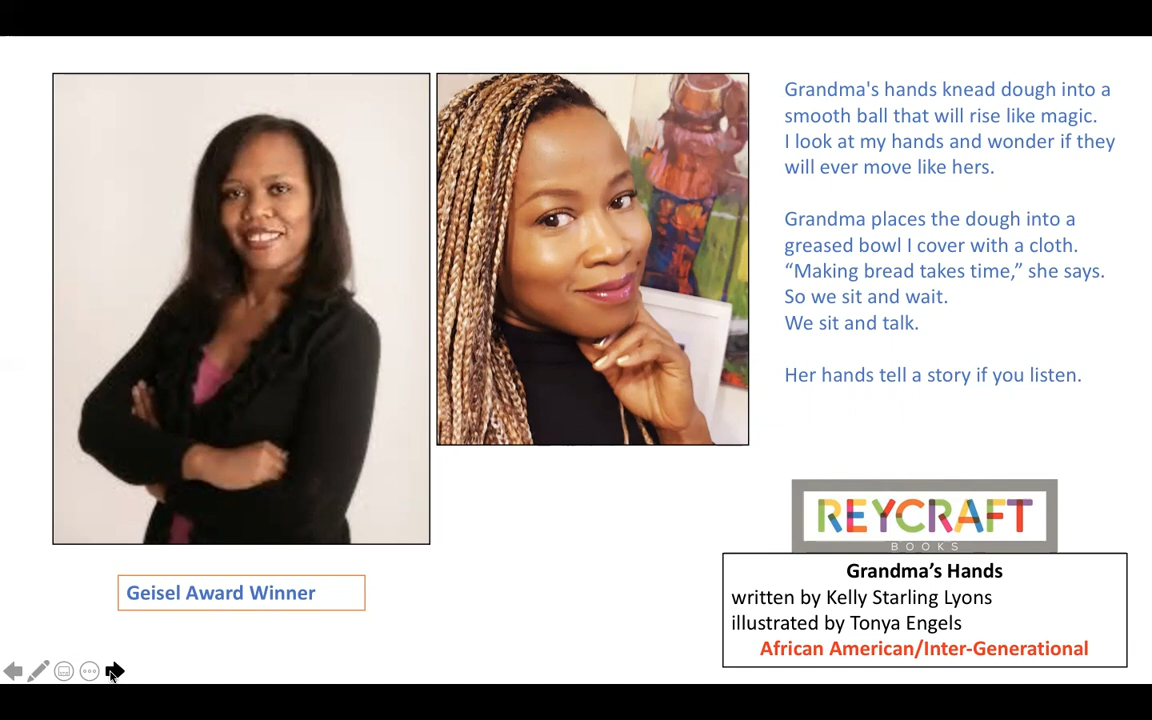 Grandma's hands knead dough into a
smooth ball that will rise like magic.
I look at my hands and wonder if they
will ever move like hers.
Grandma places the dough into a
greased bowl I cover with a cloth.
“Making bread takes time,” she says.
So we sit and wait.
We sit and talk.
Her hands tell a story if you listen.
REYCRAFT
BOOKS
Geisel Award Winner
Grandma’s Hands
written by Kelly Starling Lyons
illustrated by Tonya Engels
African American/Inter-Generational